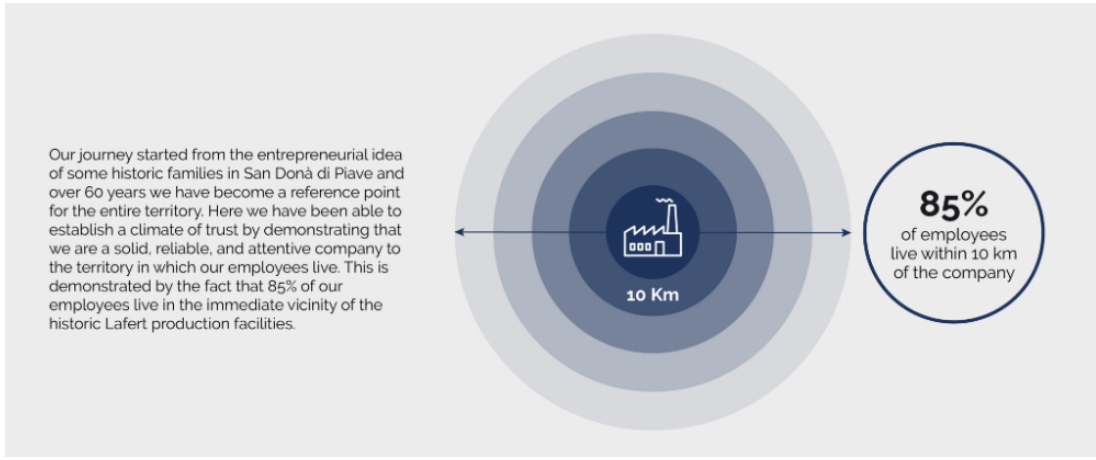 Our journey started from the entrepreneurial idea
of some historic families in San Donà di Piave and
over 60 years we have become a reference point
for the entire territory. Here we have been able to
establish a climate of trust by demonstrating that
we are a solid, reliable, and attentive company to
the territory in which our employees live. This is
demonstrated by the fact that 85% of our
employees live in the immediate vicinity of the
historic Lafert production facilities.
10 Km
85%
of employees
live within 10 km
of the company